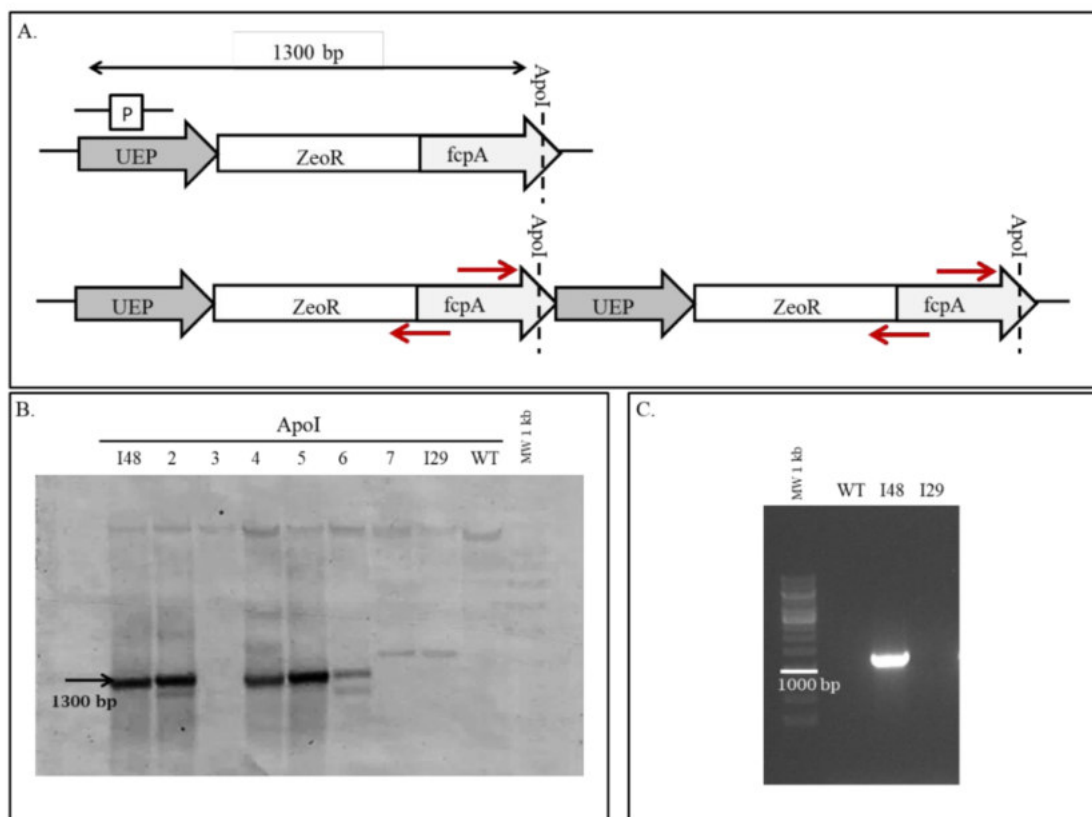 A.
1300 bp
ApoI
P
UEP ZeoR fcpA
ApoI ApoI
UEP ZeoR fcpA UEP ZeoR fcpA
B.
ApoI
I48 2 3 4 5 6 7 I29 WT MW 1 kb
1300 bp
C.
MW 1 kb WT I48 I29
1000 bp